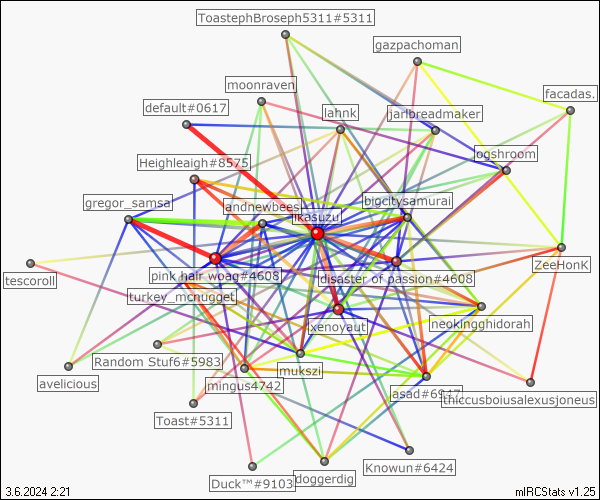 ToastephBroseph5311#5311
gazpachoman
moonraven
facadas.
default#0617
lahnk
jarlbreadmaker
ogshroom
Heighleaigh#8575
gregor_samsa
landnewbees
bigcitysamurai
ikasuzu
ZeeHonK
tescoroll
pink hair woag#4608
disaster of passion#4608
turkey_mcnugget
neokingghidorah
xenoyaut
Random Stuf6#5983
mukszi
avelicious
mingus4742
asad#6947
thiccusboiusalexusjoneus
Toast#5311
Knowun#6424
doggerdig
Duck™#9103
3.6.2024 2:21
mIRCStats v1.25